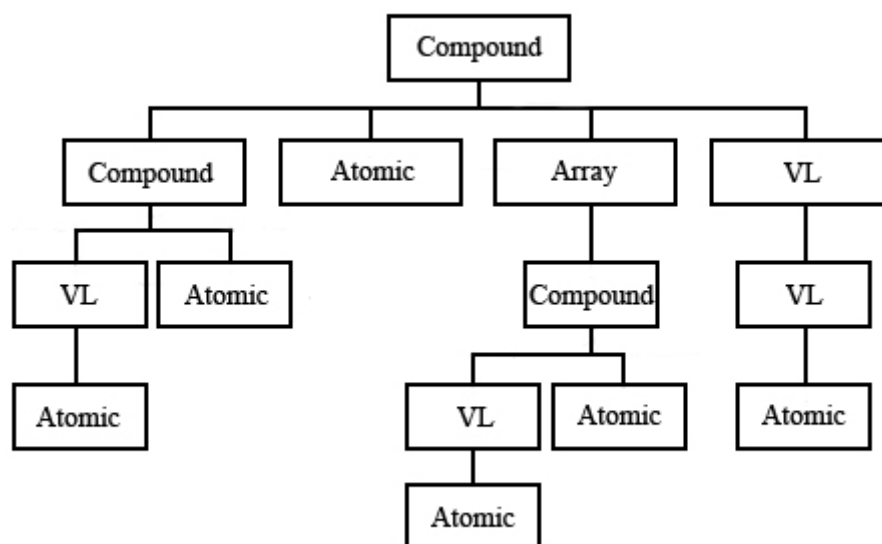 Compound
Compound
Atomic
Array
VL
VL
Atomic
Compound
VL
Atomic
VL
Atomic
Atomic
Atomic